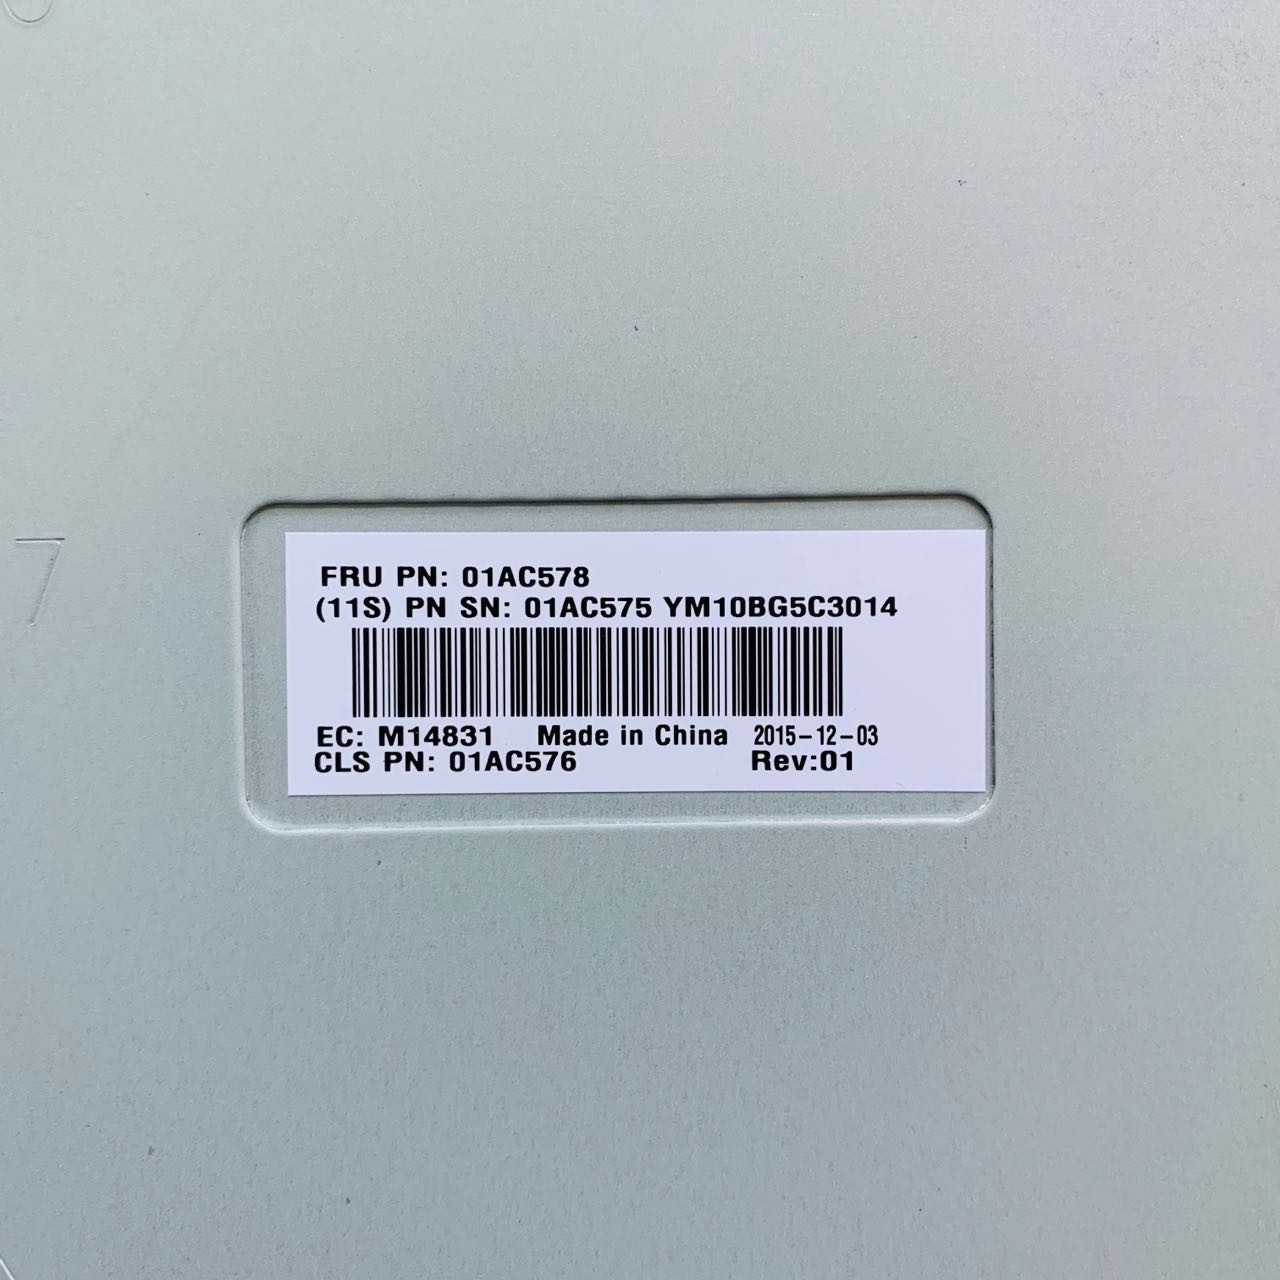 7
FRU PN: 01AC578
(11S) PN SN: 01AC575 YM10BG5C3014
EC: M14831 Made in China 2015-12-03
CLS PN: 01AC576 Rev:01